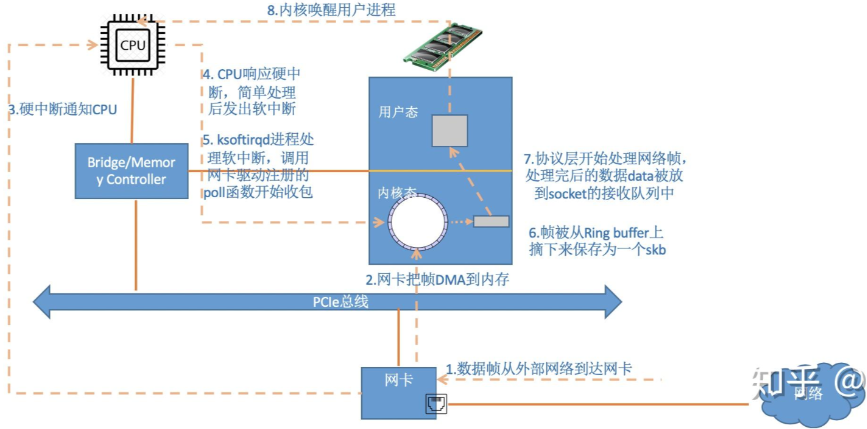 8.内核唤醒用户进程
CPU
3.硬中断通知CPU
4. CPU响应硬中
断，简单处理
后发出软中断
5. ksoftirqd进程处
理软中断，调用
网卡驱动注册的
poll函数开始收包
Bridge/Memor
y Controller
用户态
内核态
7.协议层开始处理网络帧，
处理完后的数据data被放
到socket的接收队列中
6.帧被从Ring buffer上
摘下来保存为一个skb
2.网卡把帧DMA到内存
PCIe总线
1.数据帧从外部网络到达网卡
网卡
网络
知乎 @